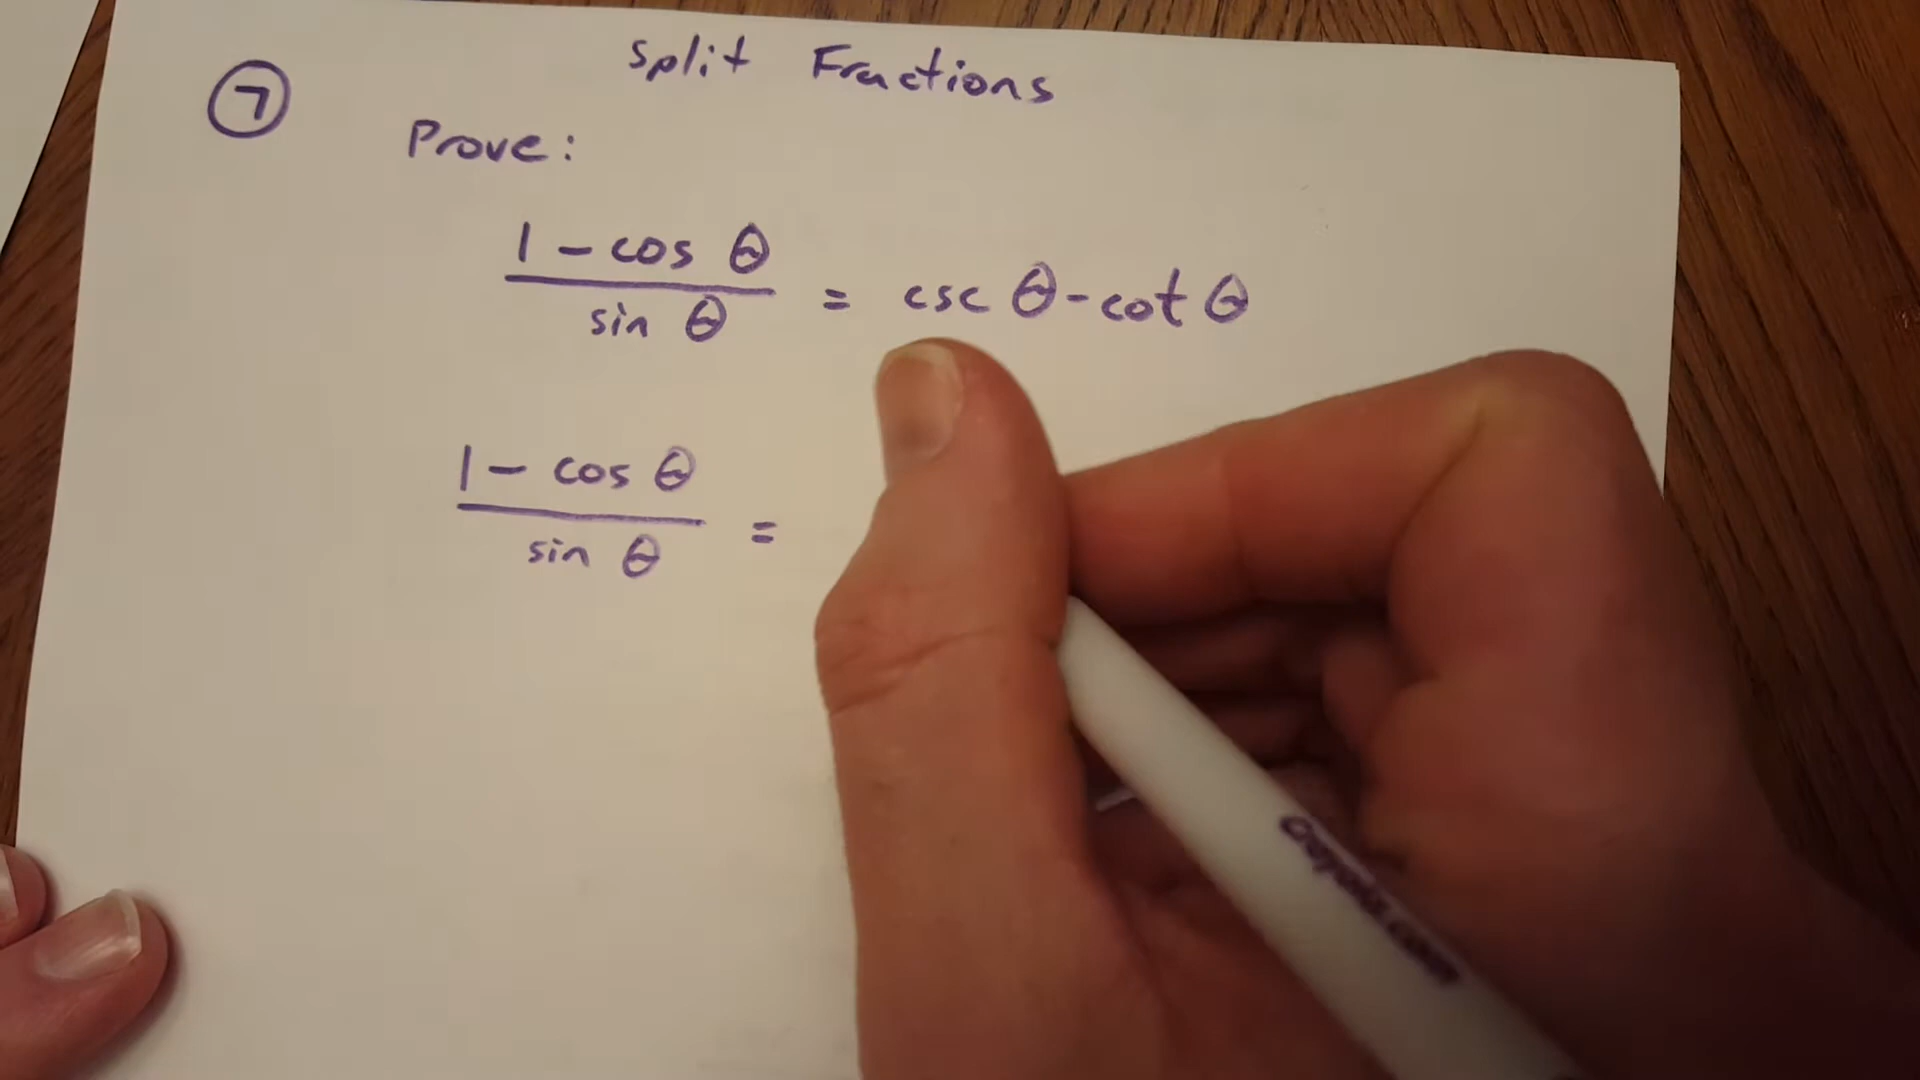 Split Fractions
7
Prove:
1 - cos θ
sin θ
= csc θ - cot θ
1 - cos θ
sin θ
=